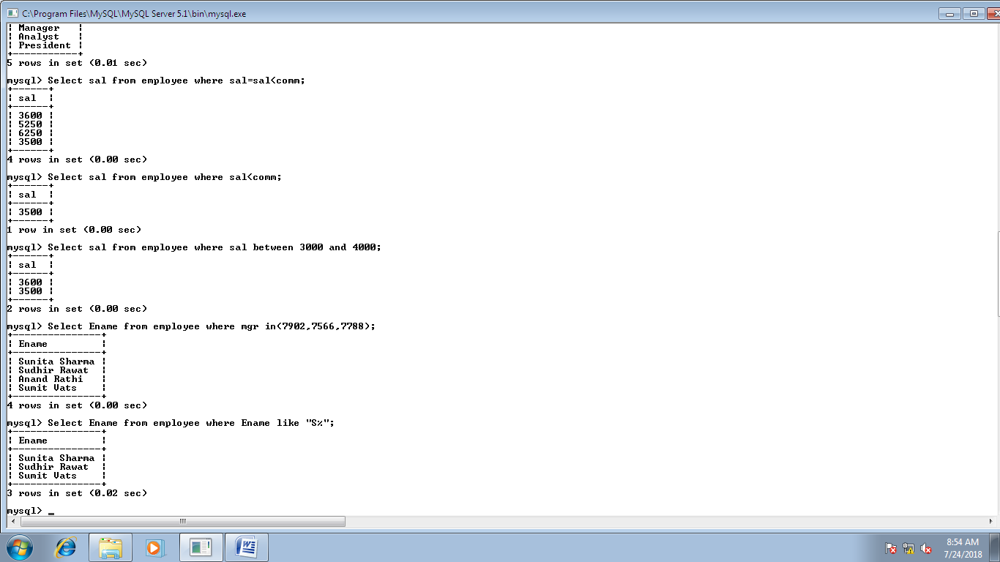 C:\Program Files\MySQL\MySQL Server 5.1\bin\mysql.exe
| Manager   |
| Analyst   |
| President |
+-----------+
5 rows in set (0.01 sec)
mysql> Select sal from employee where sal=sal<comm;
+------+
| sal  |
+------+
| 3600 |
| 5250 |
| 6250 |
| 3500 |
+------+
4 rows in set (0.00 sec)
mysql> Select sal from employee where sal<comm;
+------+
| sal  |
+------+
| 3500 |
+------+
1 row in set (0.00 sec)
mysql> Select sal from employee where sal between 3000 and 4000;
+------+
| sal  |
+------+
| 3600 |
| 3500 |
+------+
2 rows in set (0.00 sec)
mysql> Select Ename from employee where mgr in(7902,7566,7788);
+---------------+
| Ename         |
+---------------+
| Sunita Sharma |
| Sudhir Rawat  |
| Anand Rathi   |
| Sumit Vats    |
+---------------+
4 rows in set (0.00 sec)
mysql> Select Ename from employee where Ename like "S%";
+---------------+
| Ename         |
+---------------+
| Sunita Sharma |
| Sudhir Rawat  |
| Sumit Vats    |
+---------------+
3 rows in set (0.02 sec)
mysql> _
8:54 AM
7/24/2018